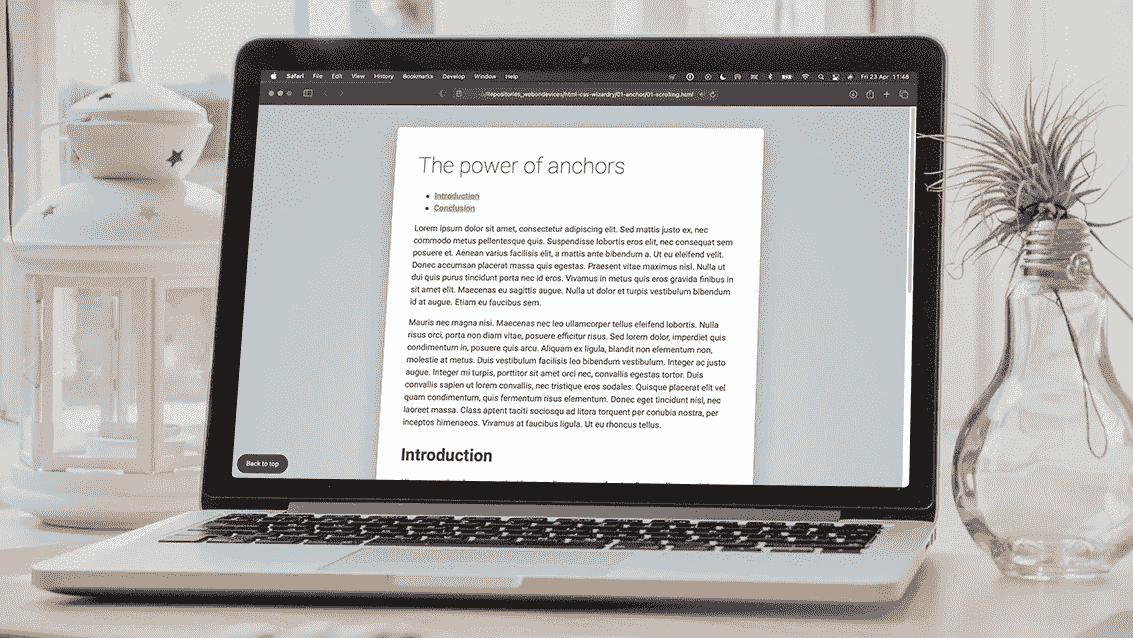 Safari File Edit View History Bookmarks Develop Window Help Fri 23 Apr 11:48
/Repositories_webondevices/html-css-wizardry/01-anchor/01-scrolling.html
The power of anchors
Introduction
Conclusion
Lorem ipsum dolor sit amet, consectetur adipiscing elit. Sed mattis justo ex, nec
commodo metus pellentesque quis. Suspendisse lobortis eros elit, nec consequat sem
posuere et. Aenean varius facilisis elit, a mattis ante bibendum a. Ut eu eleifend velit.
Donec accumsan placerat massa quis egestas. Praesent vitae maximus nisl. Nulla ut
dui quis purus tincidunt porta nec id eros. Vivamus in metus quis eros gravida finibus in
sit amet elit. Maecenas eu sagittis augue. Nulla ut dolor et turpis vestibulum bibendum
id at augue. Etiam eu faucibus sem.
Mauris nec magna nisi. Maecenas nec leo ullamcorper tellus eleifend lobortis. Nulla
risus orci, porta non diam vitae, posuere efficitur risus. Sed lorem dolor, imperdiet quis
condimentum in, posuere quis arcu. Aliquam ex ligula, blandit non elementum non,
molestie at metus. Duis vestibulum facilisis leo bibendum vestibulum. Integer ac justo
augue. Integer mi turpis, porttitor sit amet orci nec, convallis egestas tortor. Duis
convallis sapien ut lorem convallis, nec tristique eros sodales. Quisque placerat elit vel
quam condimentum, quis fermentum risus elementum. Donec eget tincidunt nisl, nec
laoreet massa. Class aptent taciti sociosqu ad litora torquent per conubia nostra, per
inceptos himenaeos. Vivamus at faucibus ligula. Ut eu rhoncus tellus.
Introduction
Back to top